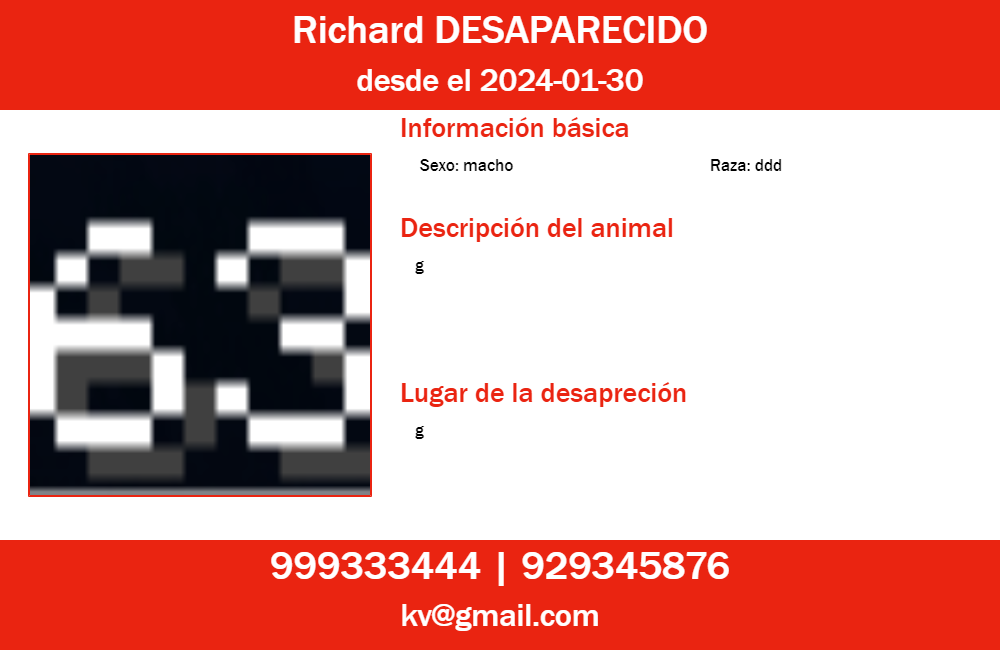 Richard DESAPARECIDO
desde el 2024-01-30
Información básica
Sexo: macho Raza: ddd
Descripción del animal
g
Lugar de la desapreción
g
63
999333444 | 929345876
kv@gmail.com